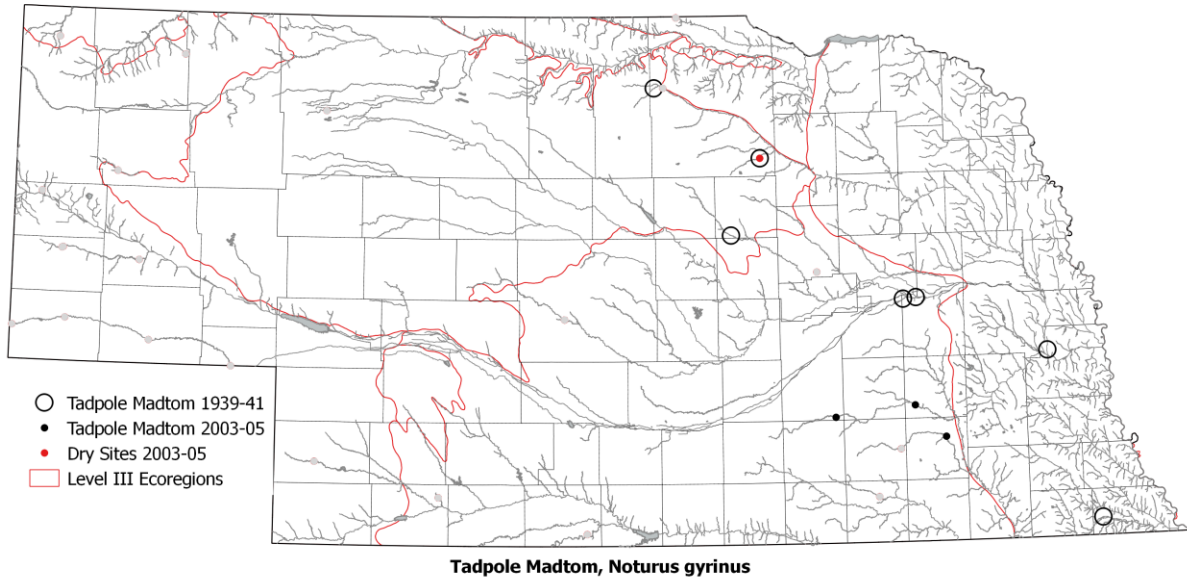 Tadpole Madtom 1939-41
Tadpole Madtom 2003-05
Dry Sites 2003-05
Level III Ecoregions
Tadpole Madtom, Noturus gyrinus